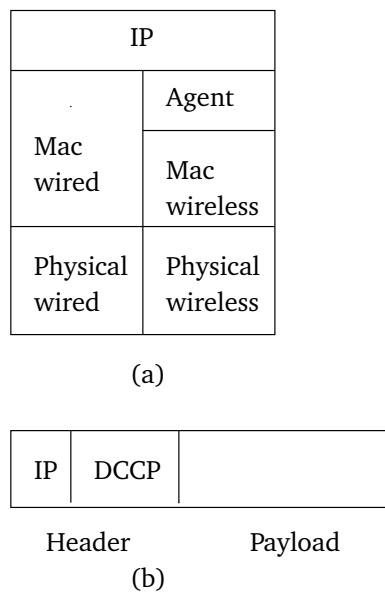 IP
Agent
Mac
wired
Mac
wireless
Physical
wired
Physical
wireless
(a)
IP DCCP
Header Payload
(b)